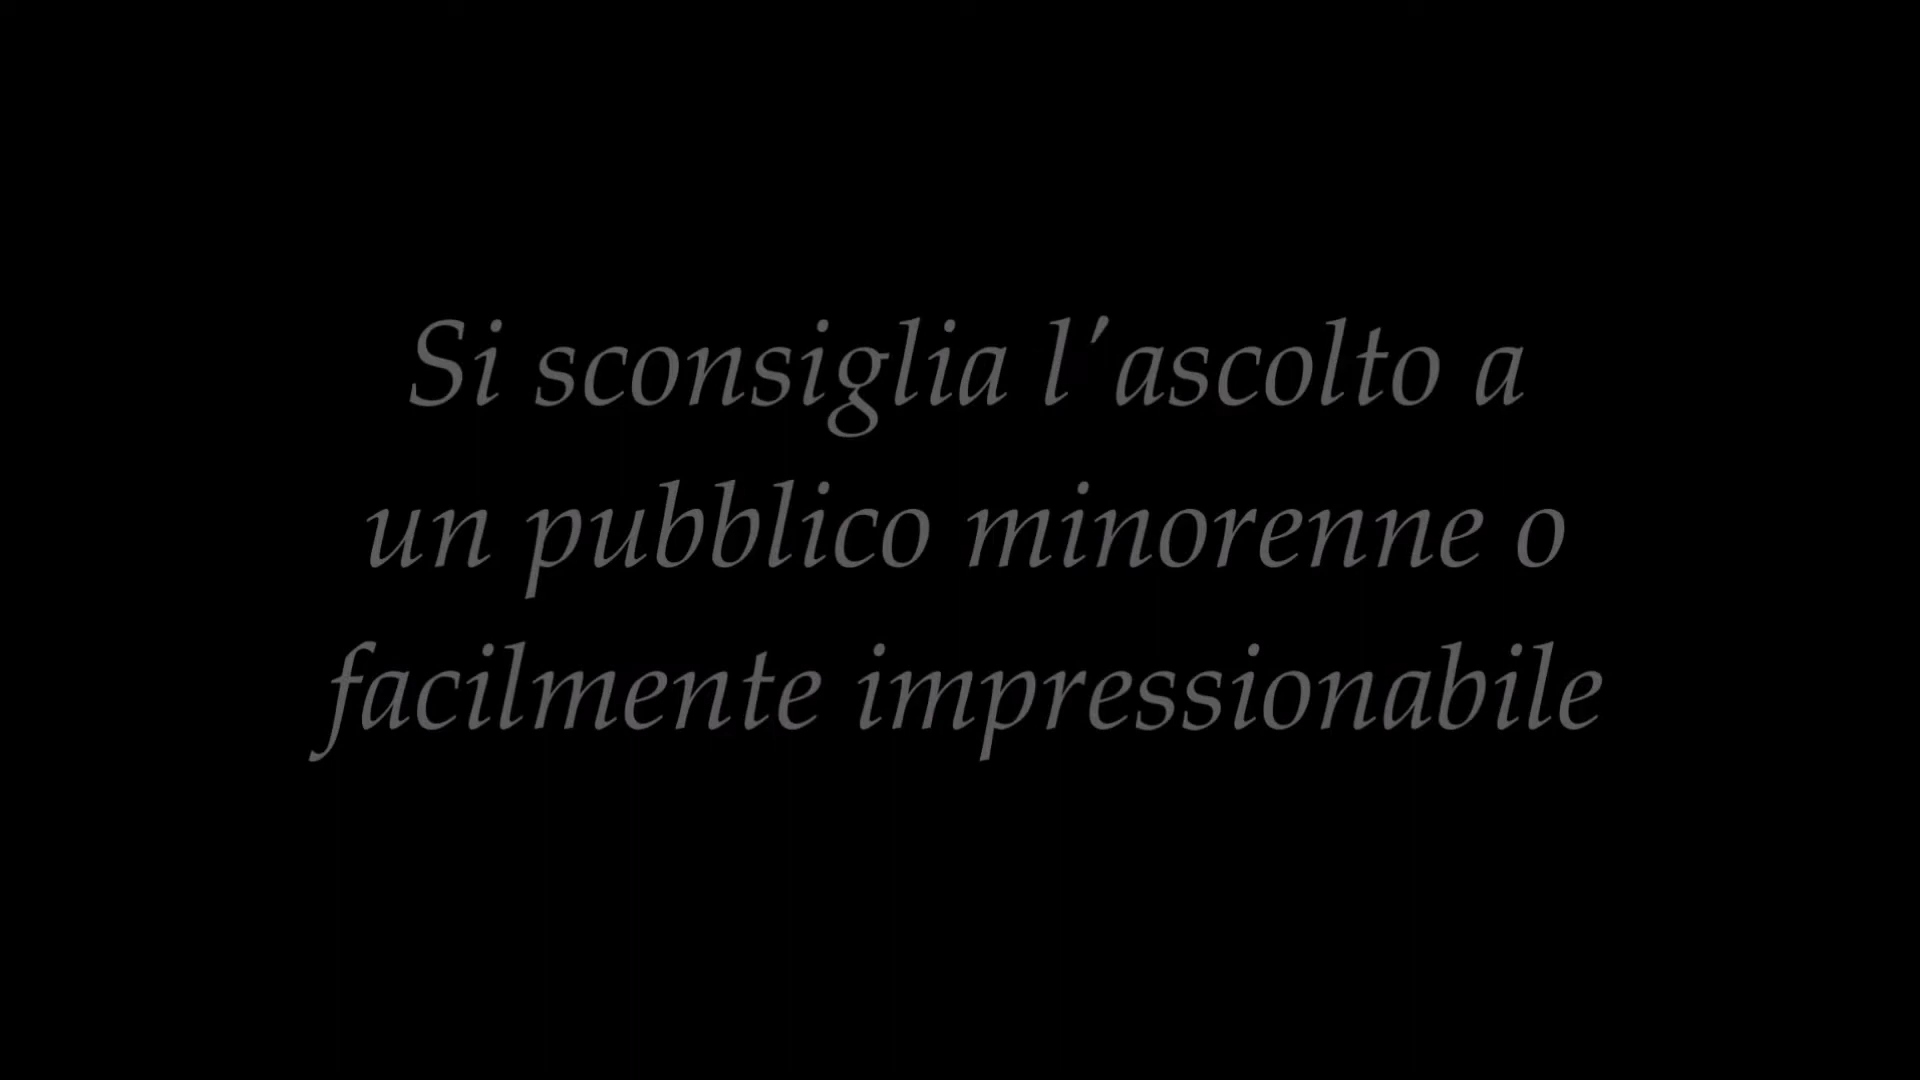 Si sconsiglia l'ascolto a
un pubblico minorenne o
facilmente impressionabile